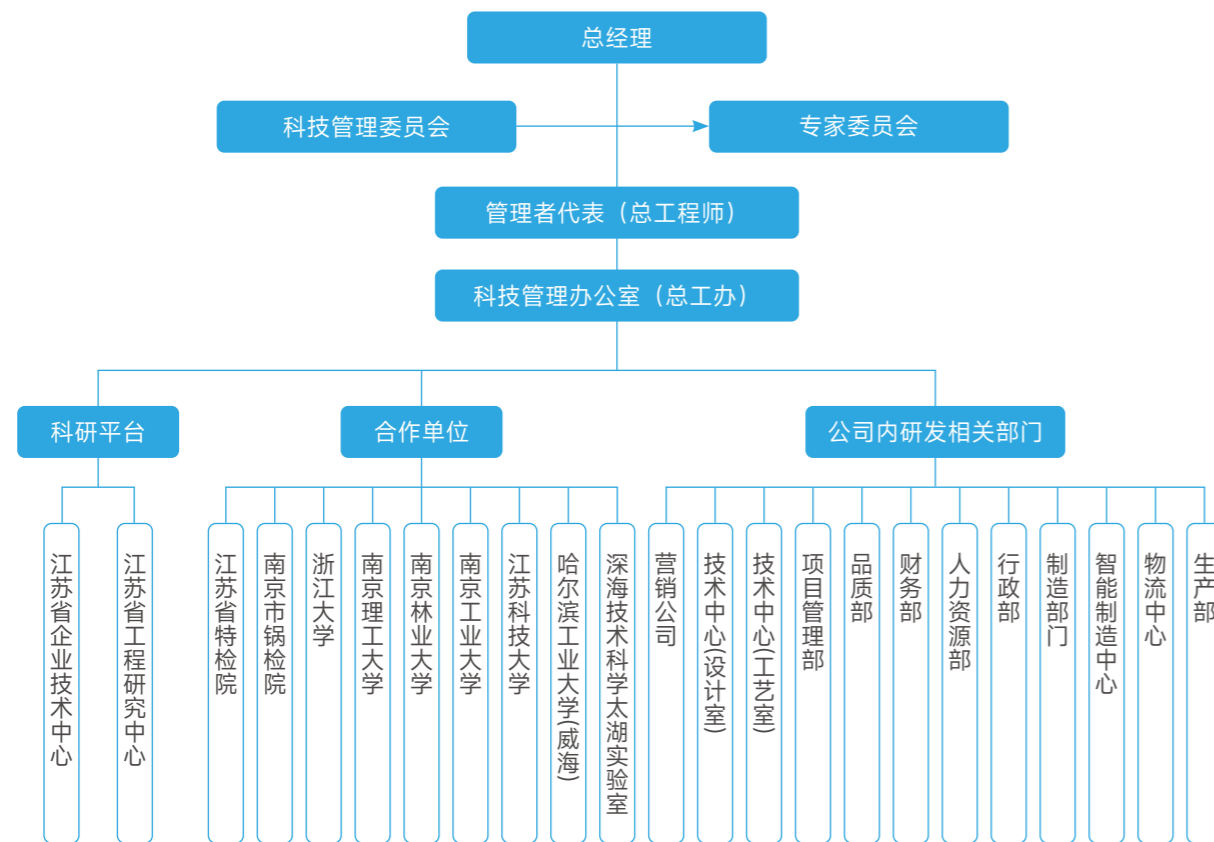 总经理
科技管理委员会
专家委员会
管理者代表（总工程师）
科技管理办公室（总工办）
科研平台
合作单位
公司内研发相关部门
江苏省企业技术中心
江苏省工程研究中心
江苏省特检院
南京市锅检院
浙江大学
南京理工大学
南京林业大学
南京工业大学
江苏科技大学
哈尔滨工业大学(威海)
深海技术科学太湖实验室
营销公司
技术中心(设计室)
技术中心(工艺室)
项目管理部
品质部
财务部
人力资源部
行政部
制造部门
智能制造中心
物流中心
生产部